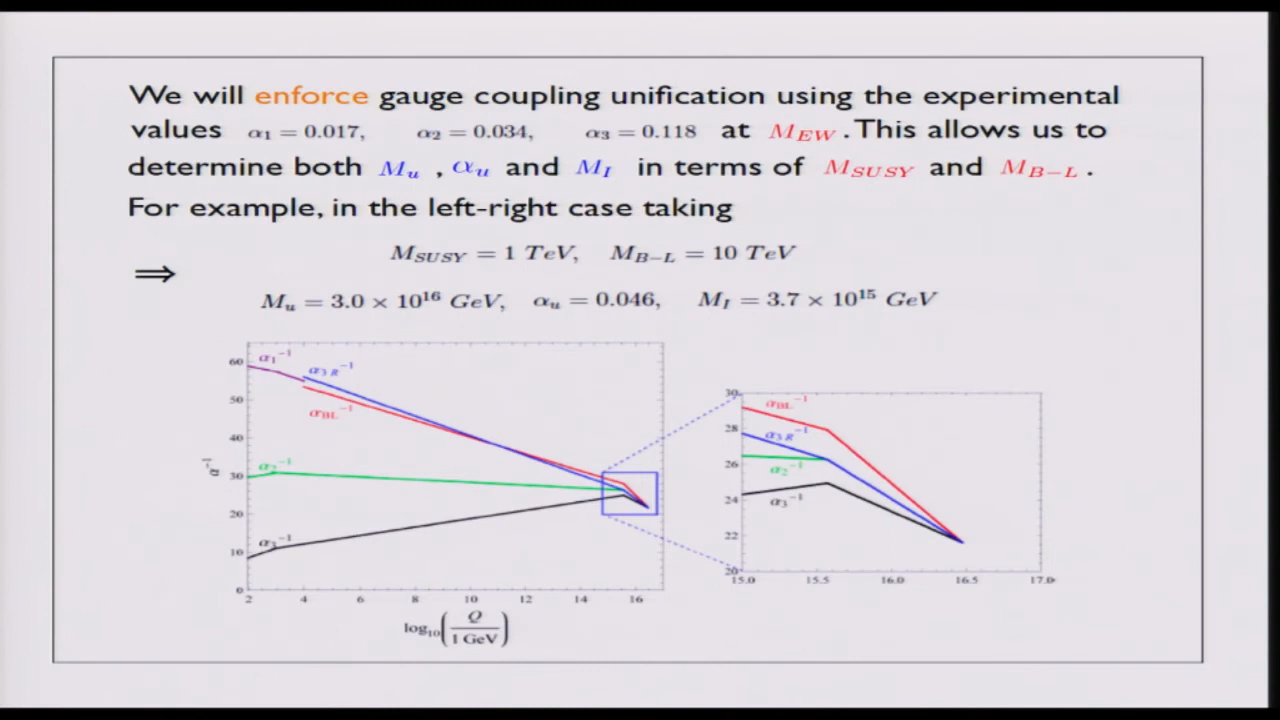 We will enforce gauge coupling unification using the experimental
values α₁ = 0.017, α₂ = 0.034, α₃ = 0.118 at M_EW. This allows us to
determine both M_u , α_u and M_I in terms of M_SUSY and M_B−L .
For example, in the left-right case taking
M_SUSY = 1 TeV, M_B−L = 10 TeV
⟹
M_u = 3.0 × 10¹⁶ GeV, α_u = 0.046, M_I = 3.7 × 10¹⁵ GeV
α₁⁻¹
α₃R⁻¹
α_BL⁻¹
α₂⁻¹
α₃⁻¹
α⁻¹
60
50
40
30
20
10
0
2 4 6 8 10 12 14 16
log₁₀(Q / 1 GeV)
α_BL⁻¹
α₃R⁻¹
α₂⁻¹
α₃⁻¹
30
28
26
24
22
20
15.0 15.5 16.0 16.5 17.0